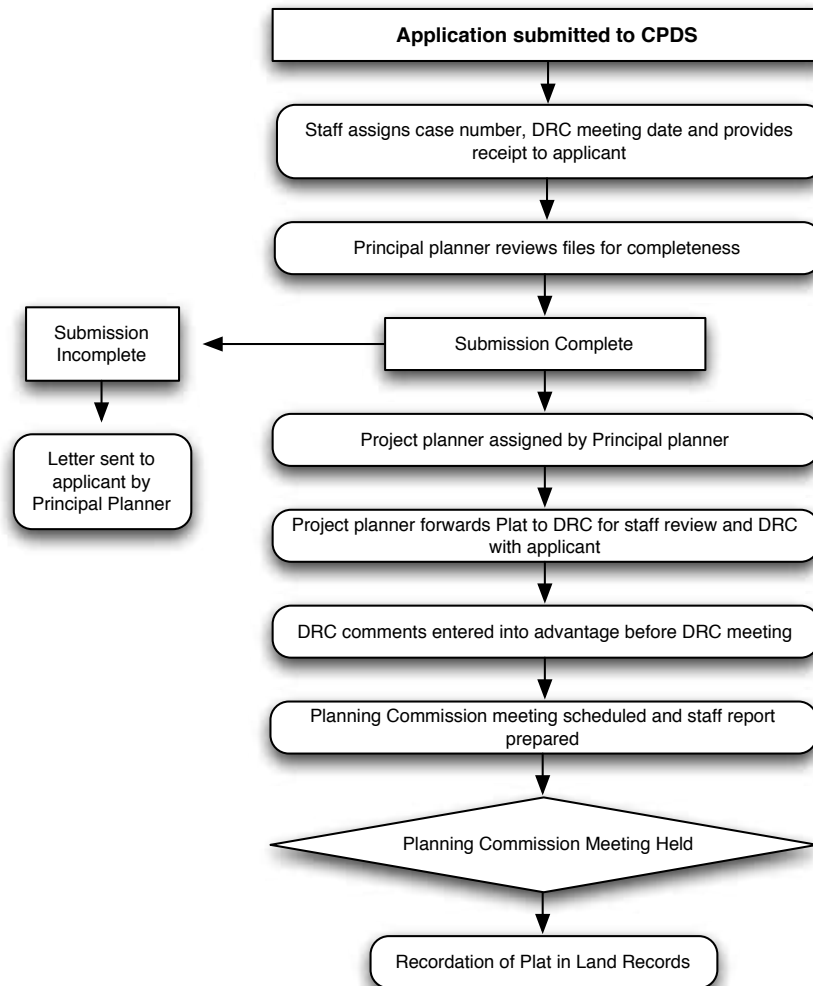 Application submitted to CPDS
Staff assigns case number, DRC meeting date and provides
receipt to applicant
Principal planner reviews files for completeness
Submission
Incomplete
Submission Complete
Letter sent to
applicant by
Principal Planner
Project planner assigned by Principal planner
Project planner forwards Plat to DRC for staff review and DRC
with applicant
DRC comments entered into advantage before DRC meeting
Planning Commission meeting scheduled and staff report
prepared
Planning Commission Meeting Held
Recordation of Plat in Land Records